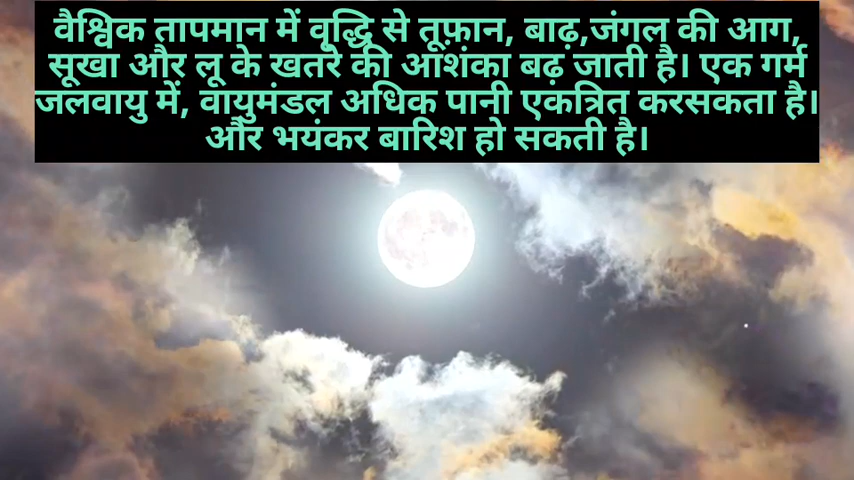 वैश्विक तापमान में वृद्धि से तूफ़ान, बाढ़,जंगल की आग,
सूखा और लू के खतरे की आशंका बढ़ जाती है। एक गर्म
जलवायु में, वायुमंडल अधिक पानी एकत्रित करसकता है।
और भयंकर बारिश हो सकती है।